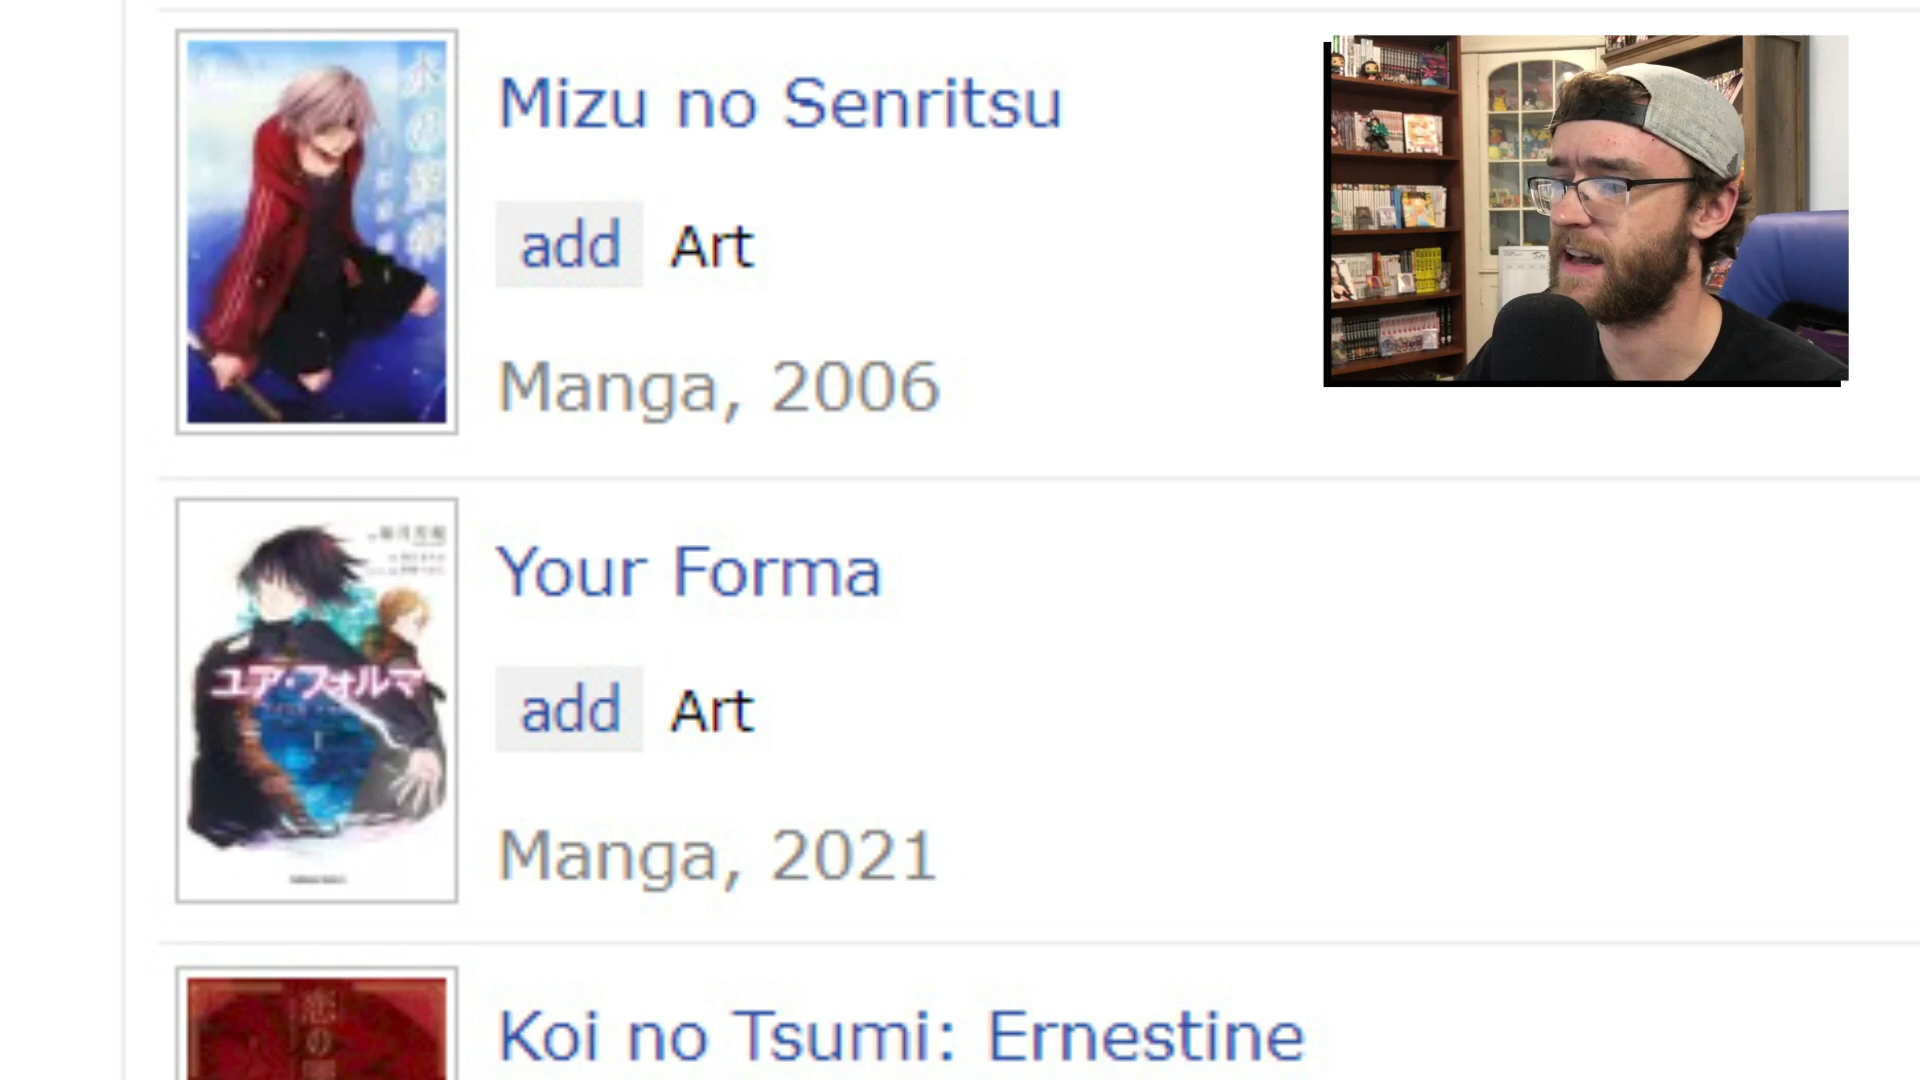 Mizu no Senritsu
add Art
Manga, 2006
Your Forma
add Art
Manga, 2021
ユア・フォルマ
Koi no Tsumi: Ernestine